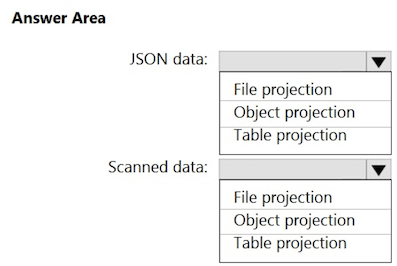 Answer Area
JSON data:
File projection
Object projection
Table projection
Scanned data:
File projection
Object projection
Table projection